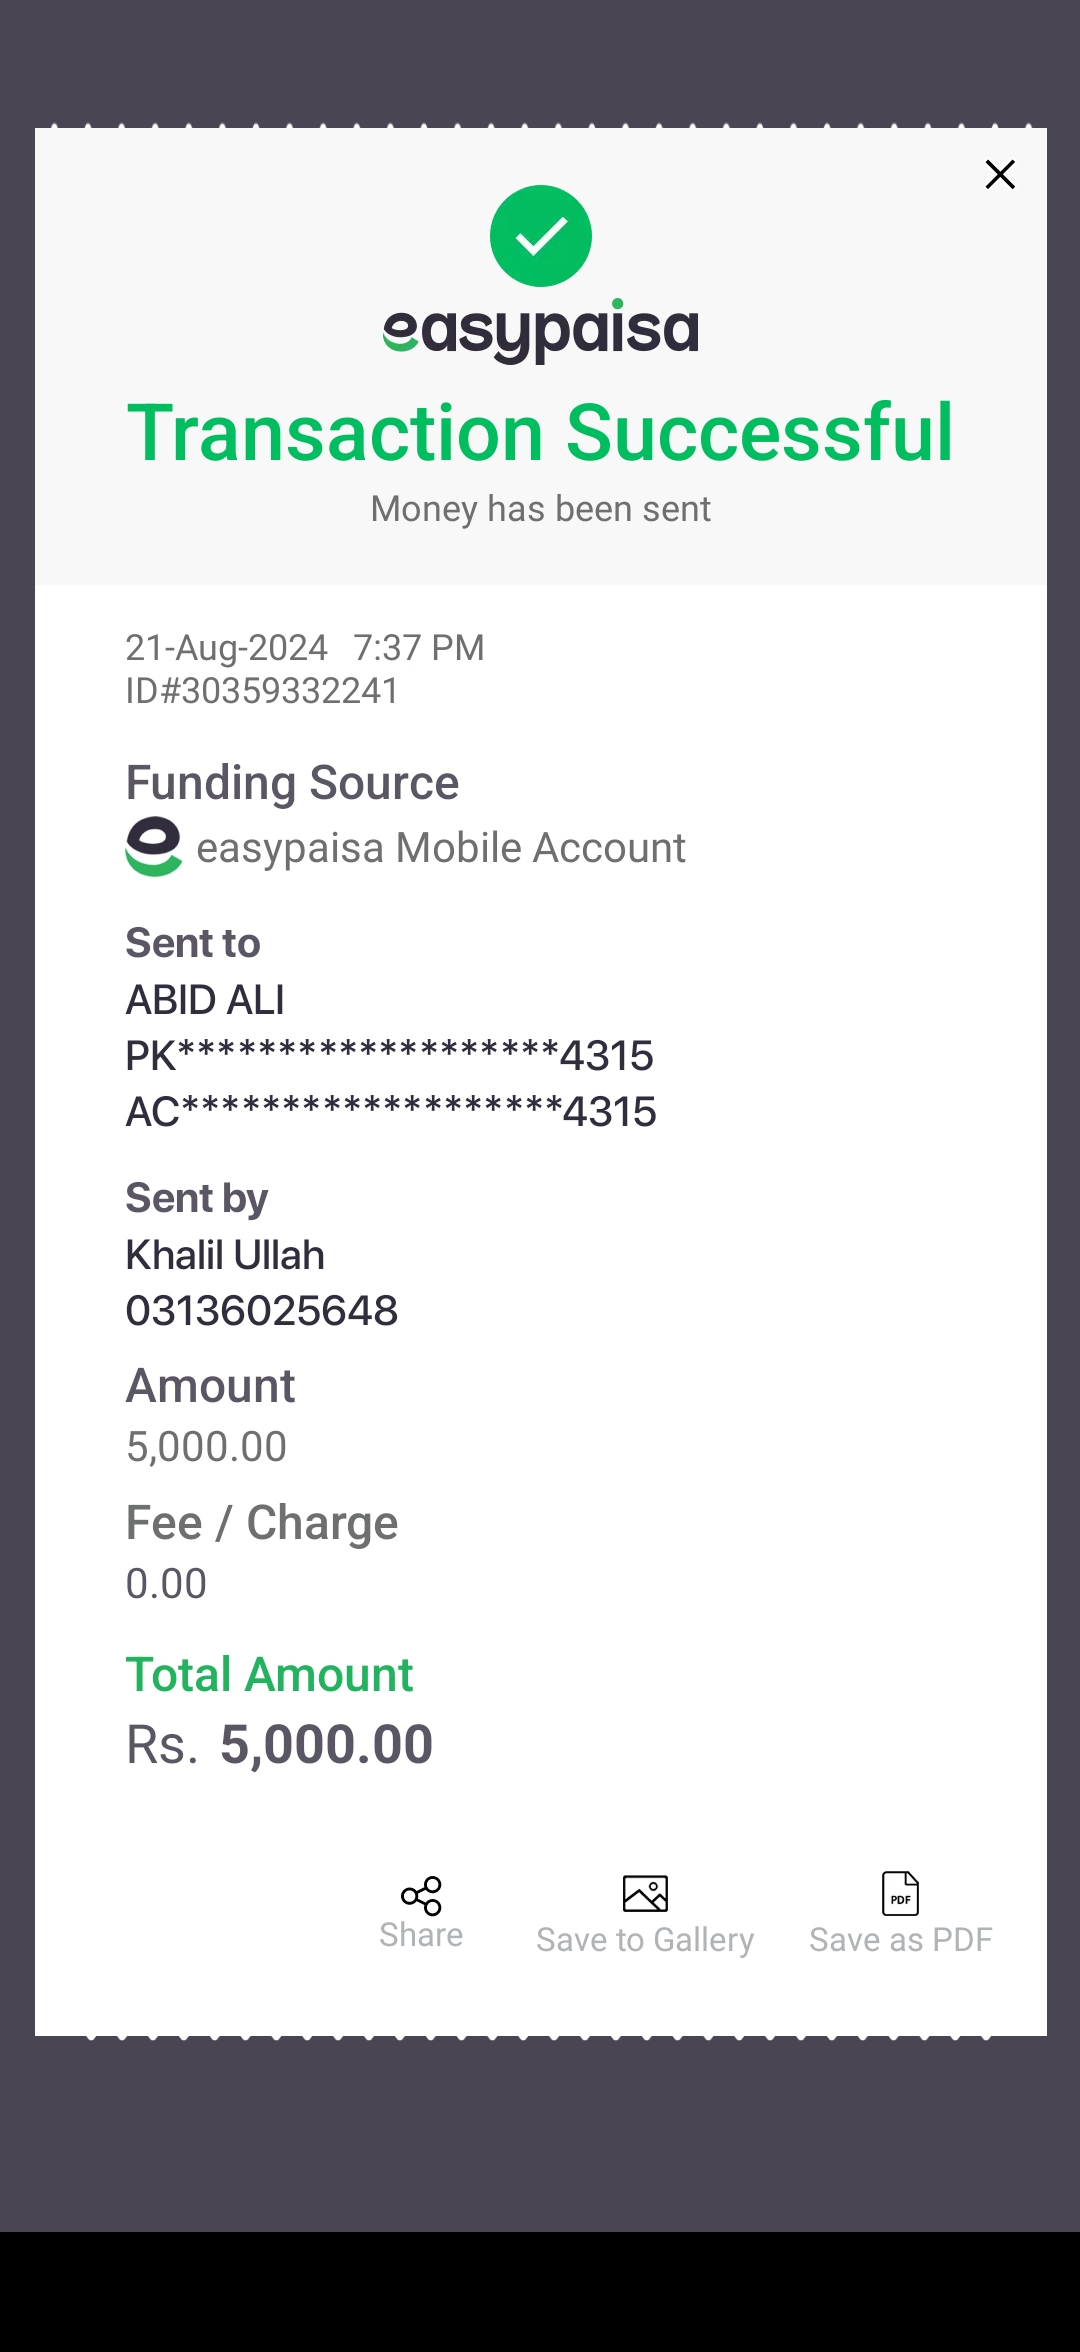 easypaisa
Transaction Successful
Money has been sent
21-Aug-2024 7:37 PM
ID#30359332241
Funding Source
easypaisa Mobile Account
Sent to
ABID ALI
PK*******************4315
AC*******************4315
Sent by
Khalil Ullah
03136025648
Amount
5,000.00
Fee / Charge
0.00
Total Amount
Rs. 5,000.00
PDF
Share Save to Gallery Save as PDF